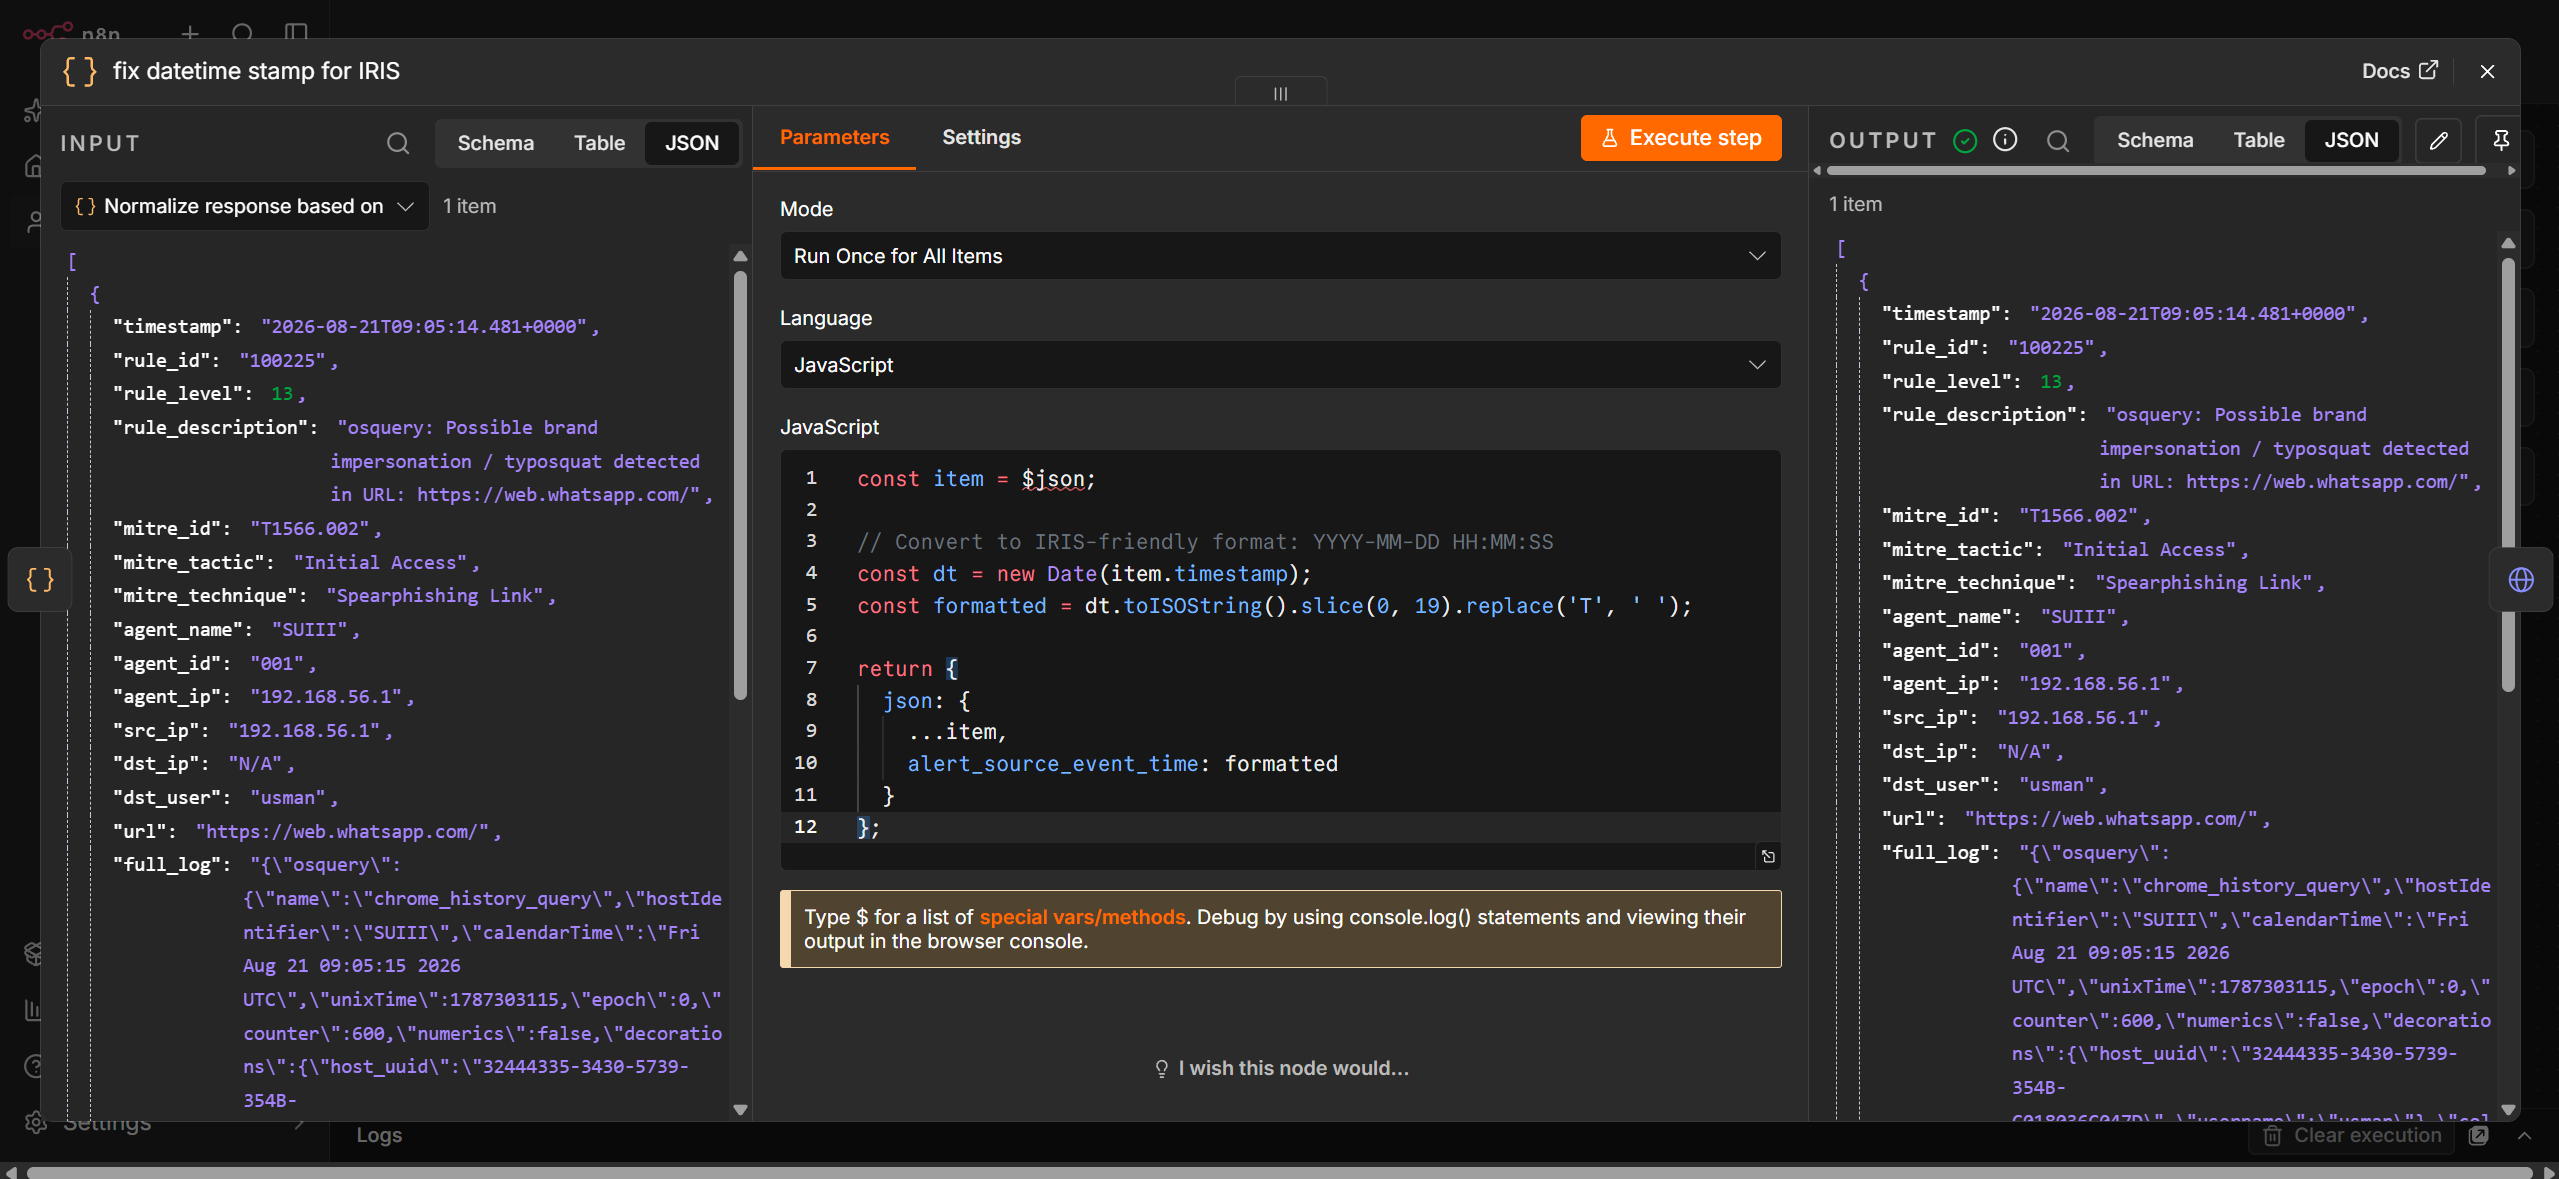 n8n
fix datetime stamp for IRIS
Docs
INPUT
Schema
Table
JSON
Normalize response based on
1 item
[
{
"timestamp": "2026-08-21T09:05:14.481+0000",
"rule_id": "100225",
"rule_level": 13,
"rule_description": "osquery: Possible brand
impersonation / typosquat detected
in URL: https://web.whatsapp.com/",
"mitre_id": "T1566.002",
"mitre_tactic": "Initial Access",
"mitre_technique": "Spearphishing Link",
"agent_name": "SUIII",
"agent_id": "001",
"agent_ip": "192.168.56.1",
"src_ip": "192.168.56.1",
"dst_ip": "N/A",
"dst_user": "usman",
"url": "https://web.whatsapp.com/",
"full_log": "{\"osquery\":
{\"name\":\"chrome_history_query\",\"hostIde
ntifier\":\"SUIII\",\"calendarTime\":\"Fri
Aug 21 09:05:15 2026
UTC\",\"unixTime\":1787303115,\"epoch\":0,\"
counter\":600,\"numerics\":false,\"decoratio
ns\":{\"host_uuid\":\"32444335-3430-5739-
354B-
Parameters
Settings
Execute step
Mode
Run Once for All Items
Language
JavaScript
JavaScript
1 const item = $json;
2
3 // Convert to IRIS-friendly format: YYYY-MM-DD HH:MM:SS
4 const dt = new Date(item.timestamp);
5 const formatted = dt.toISOString().slice(0, 19).replace('T', ' ');
6
7 return {
8 json: {
9 ...item,
10 alert_source_event_time: formatted
11 }
12 };
Type $ for a list of special vars/methods. Debug by using console.log() statements and viewing their
output in the browser console.
I wish this node would...
OUTPUT
Schema
Table
JSON
1 item
[
{
"timestamp": "2026-08-21T09:05:14.481+0000",
"rule_id": "100225",
"rule_level": 13,
"rule_description": "osquery: Possible brand
impersonation / typosquat detected
in URL: https://web.whatsapp.com/",
"mitre_id": "T1566.002",
"mitre_tactic": "Initial Access",
"mitre_technique": "Spearphishing Link",
"agent_name": "SUIII",
"agent_id": "001",
"agent_ip": "192.168.56.1",
"src_ip": "192.168.56.1",
"dst_ip": "N/A",
"dst_user": "usman",
"url": "https://web.whatsapp.com/",
"full_log": "{\"osquery\":
{\"name\":\"chrome_history_query\",\"hostIde
ntifier\":\"SUIII\",\"calendarTime\":\"Fri
Aug 21 09:05:15 2026
UTC\",\"unixTime\":1787303115,\"epoch\":0,\"
counter\":600,\"numerics\":false,\"decoratio
ns\":{\"host_uuid\":\"32444335-3430-5739-
354B-
Settings
Logs
Clear execution